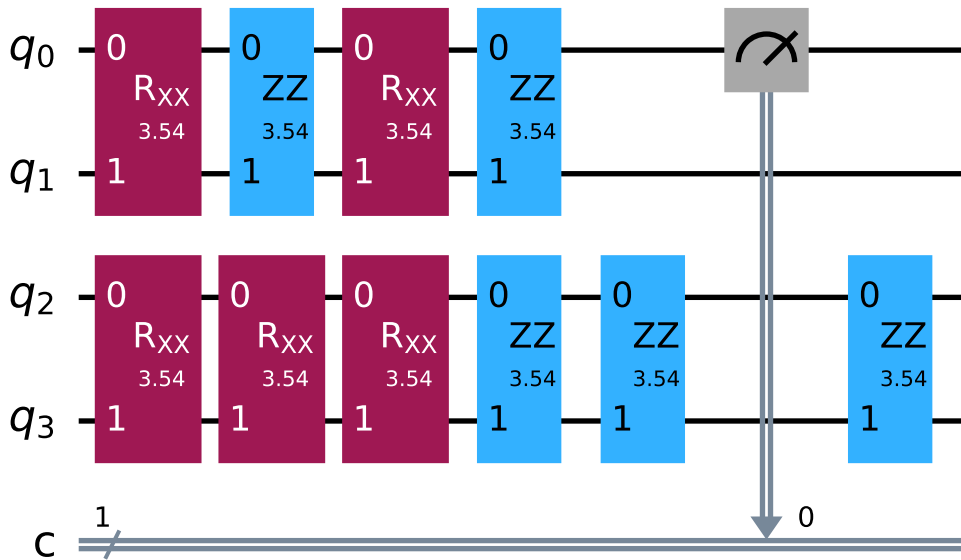 q0 0 0 0 0
RXX ZZ RXX ZZ
3.54 3.54 3.54 3.54
q1 1 1 1 1
q2 0 0 0 0 0 0
RXX RXX RXX ZZ ZZ ZZ
3.54 3.54 3.54 3.54 3.54 3.54
q3 1 1 1 1 1 1
1 0
c